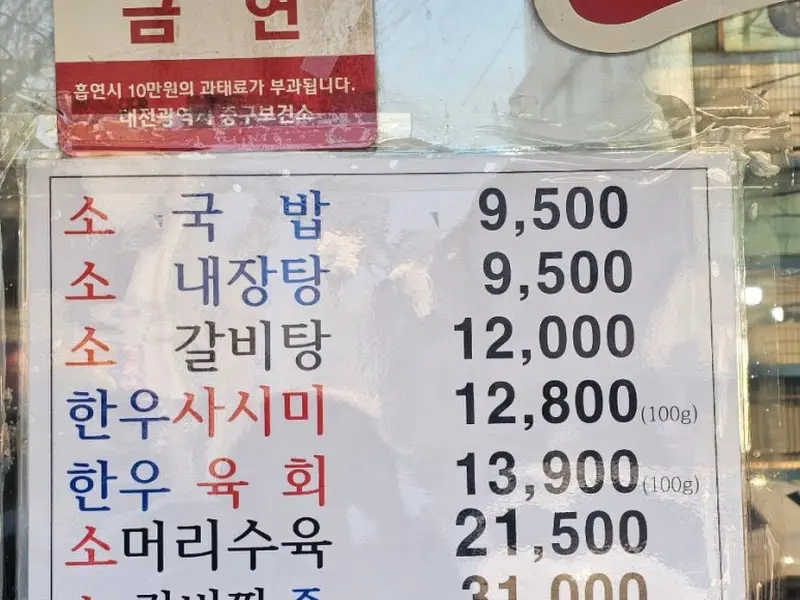 금 연
흡연시 10만원의 과태료가 부과됩니다.
대전광역시 중구보건소
소 국 밥 9,500
소 내장탕 9,500
소 갈비탕 12,000
한우사시미 12,800(100g)
한우 육 회 13,900(100g)
소머리수육 21,500
31,000